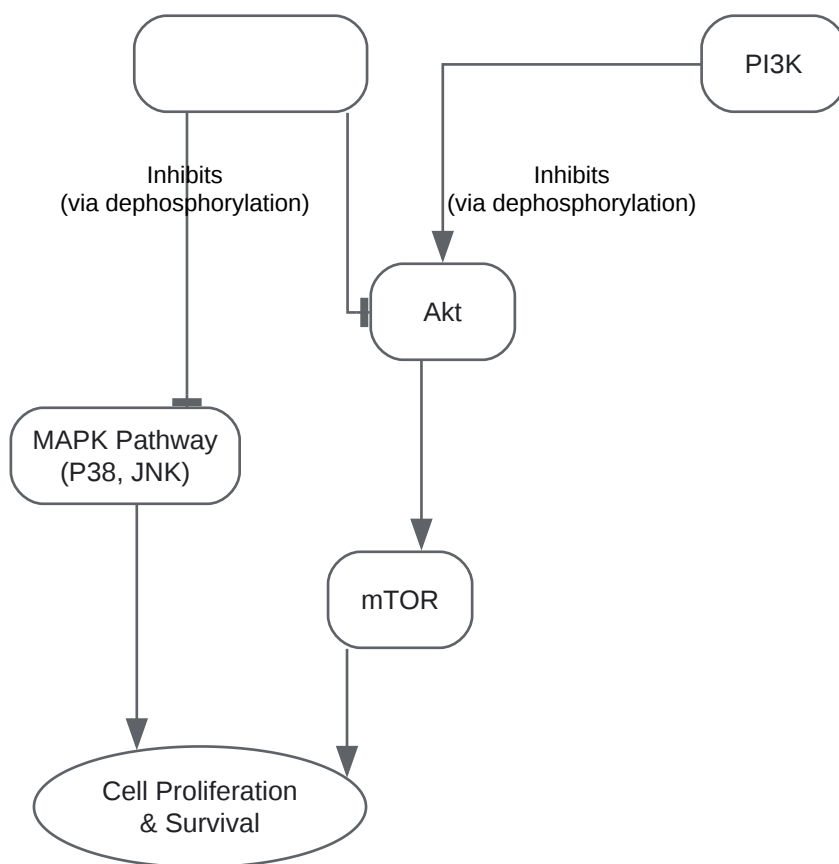 PI3K
Inhibits
(via dephosphorylation)
Inhibits
(via dephosphorylation)
Akt
MAPK Pathway
(P38, JNK)
mTOR
Cell Proliferation
& Survival